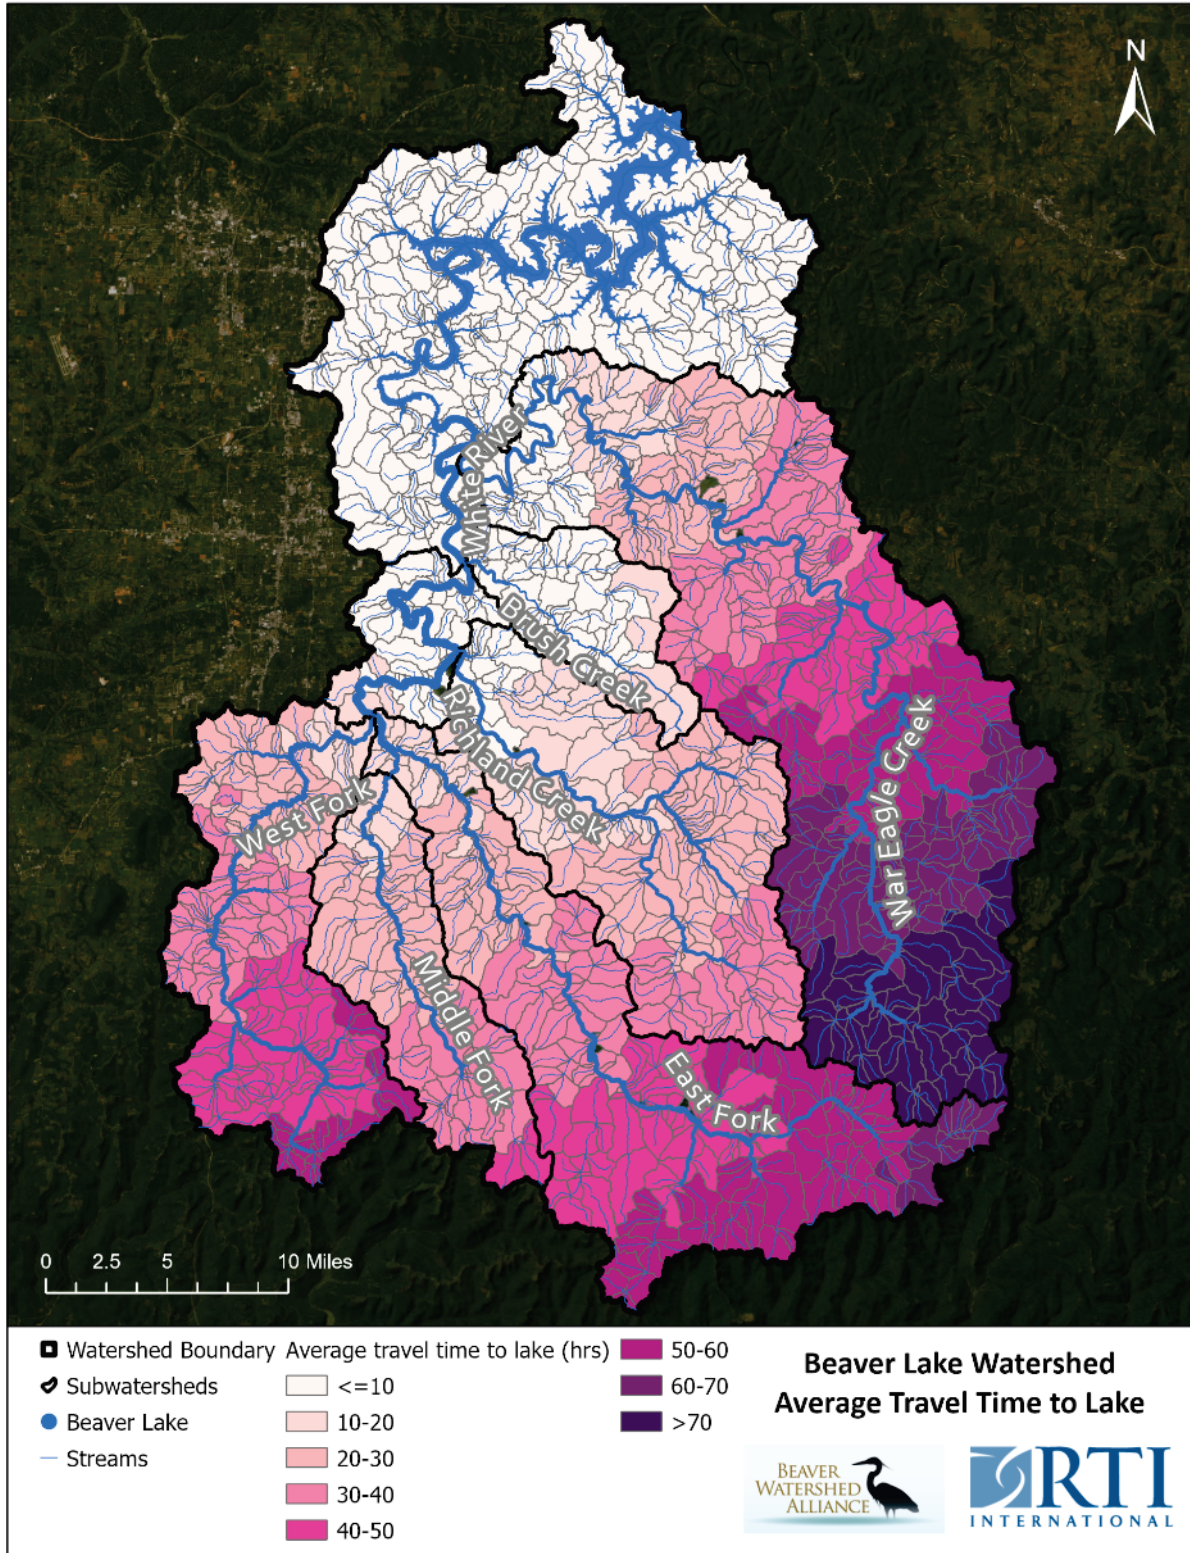 N
White River
Brush Creek
Richland Creek
West Fork
War Eagle Creek
Middle Fork
East Fork
0 2.5 5 10 Miles
Watershed Boundary
Subwatersheds
Beaver Lake
Streams
Average travel time to lake (hrs)
<=10
10-20
20-30
30-40
40-50
50-60
60-70
>70
Beaver Lake Watershed
Average Travel Time to Lake
BEAVER
WATERSHED
ALLIANCE
RTI
INTERNATIONAL